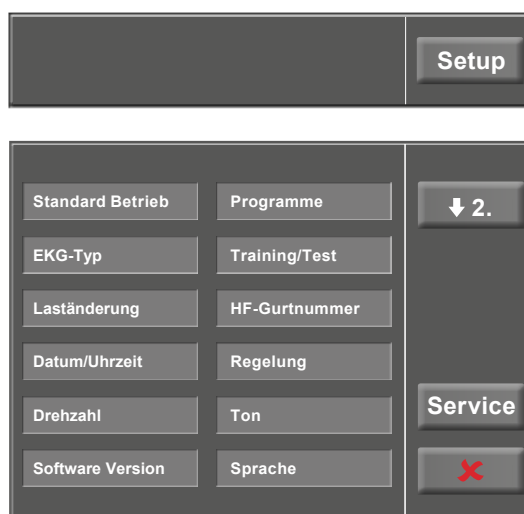 Setup
Standard Betrieb
Programme
2.
EKG-Typ
Training/Test
Laständerung
HF-Gurtnummer
Datum/Uhrzeit
Regelung
Drehzahl
Ton
Service
Software Version
Sprache